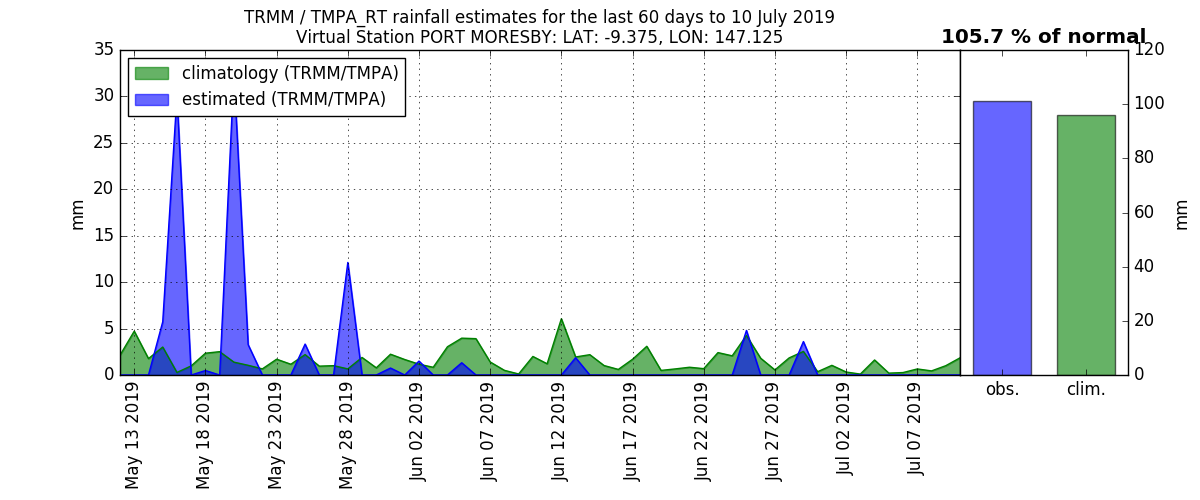 TRMM / TMPA_RT rainfall estimates for the last 60 days to 10 July 2019
Virtual Station PORT MORESBY: LAT: -9.375, LON: 147.125
105.7 % of normal
climatology (TRMM/TMPA)
estimated (TRMM/TMPA)
35
30
25
20
15
10
5
0
mm
May 13 2019
May 18 2019
May 23 2019
May 28 2019
Jun 02 2019
Jun 07 2019
Jun 12 2019
Jun 17 2019
Jun 22 2019
Jun 27 2019
Jul 02 2019
Jul 07 2019
120
100
80
60
40
20
0
mm
obs.
clim.